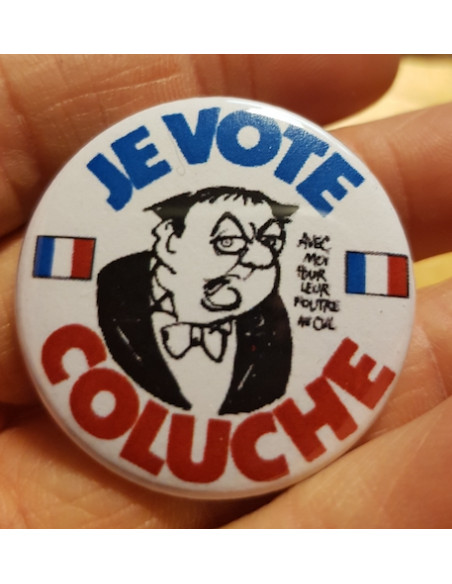 JE VOTE
AVEC
MOI
POUR
LEUR
FOUTRE
AU CUL
COLUCHE